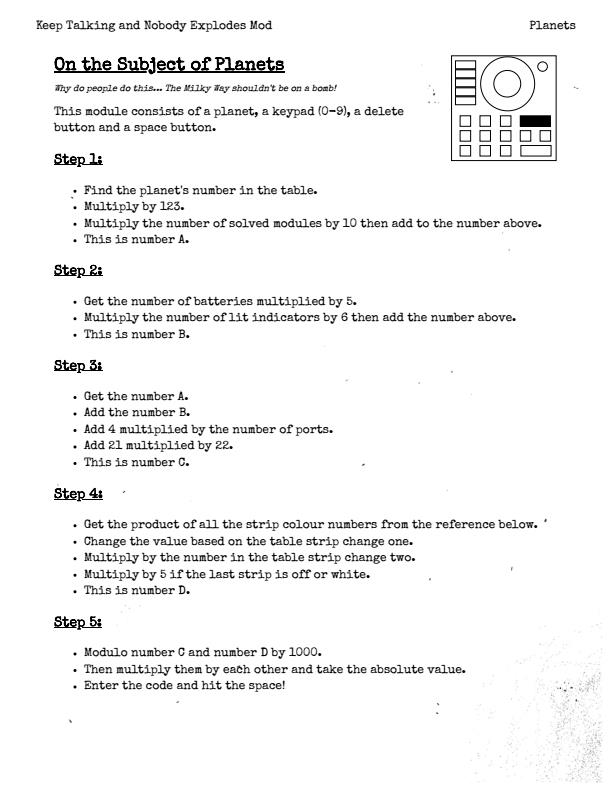 Keep Talking and Nobody Explodes Mod
Planets
On the Subject of Planets
Why do people do this... The Milky Way shouldn't be on a bomb!
This module consists of a planet, a keypad (0-9), a delete
button and a space button.
Step 1:
• Find the planet's number in the table.
• Multiply by 123.
• Multiply the number of solved modules by 10 then add to the number above.
• This is number A.
Step 2:
• Get the number of batteries multiplied by 5.
• Multiply the number of lit indicators by 6 then add the number above.
• This is number B.
Step 3:
• Get the number A.
• Add the number B.
• Add 4 multiplied by the number of ports.
• Add 21 multiplied by 22.
• This is number C.
Step 4:
• Get the product of all the strip colour numbers from the reference below.
• Change the value based on the table strip change one.
• Multiply by the number in the table strip change two.
• Multiply by 5 if the last strip is off or white.
• This is number D.
Step 5:
• Modulo number C and number D by 1000.
• Then multiply them by each other and take the absolute value.
• Enter the code and hit the space!